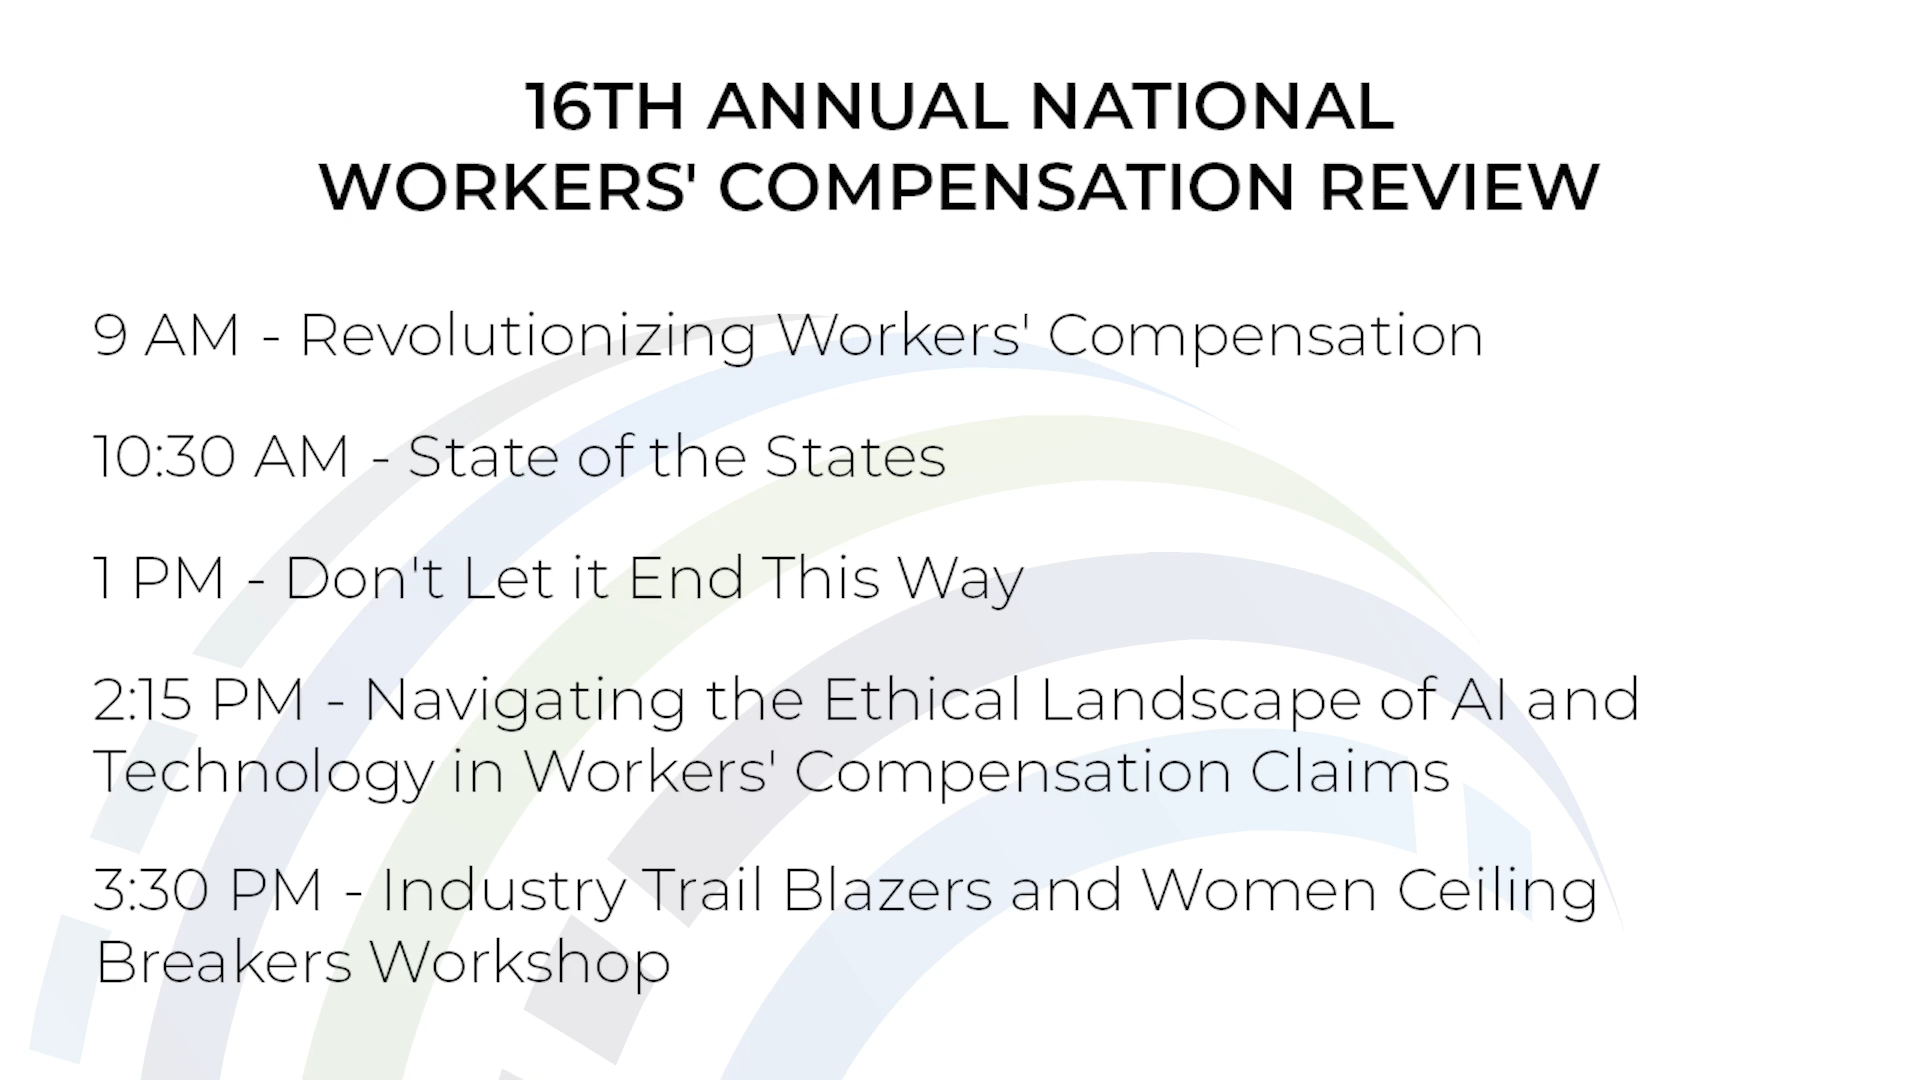 16TH ANNUAL NATIONAL
WORKERS' COMPENSATION REVIEW
9 AM - Revolutionizing Workers' Compensation
10:30 AM - State of the States
1 PM - Don't Let it End This Way
2:15 PM - Navigating the Ethical Landscape of AI and
Technology in Workers' Compensation Claims
3:30 PM - Industry Trail Blazers and Women Ceiling
Breakers Workshop